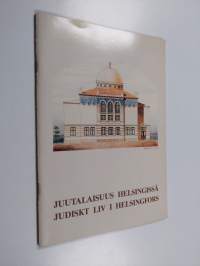 JUUTALAISUUS HELSINGISSÄ
JUDISKT LIV I HELSINGFORS